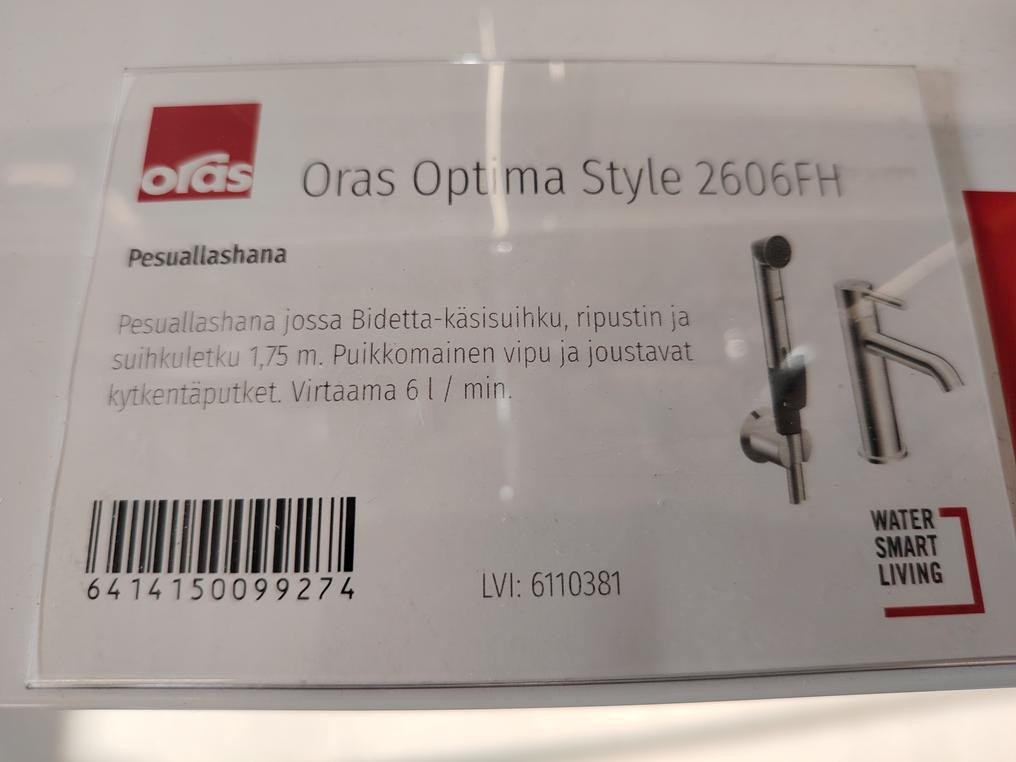 oras
Oras Optima Style 2606FH
Pesuallashana
Pesuallashana jossa Bidetta-käsisuihku, ripustin ja
suihkuletku 1,75 m. Puikkomainen vipu ja joustavat
kytkentäputket. Virtaama 6 l / min.
6414150099274
LVI: 6110381
WATER
SMART
LIVING